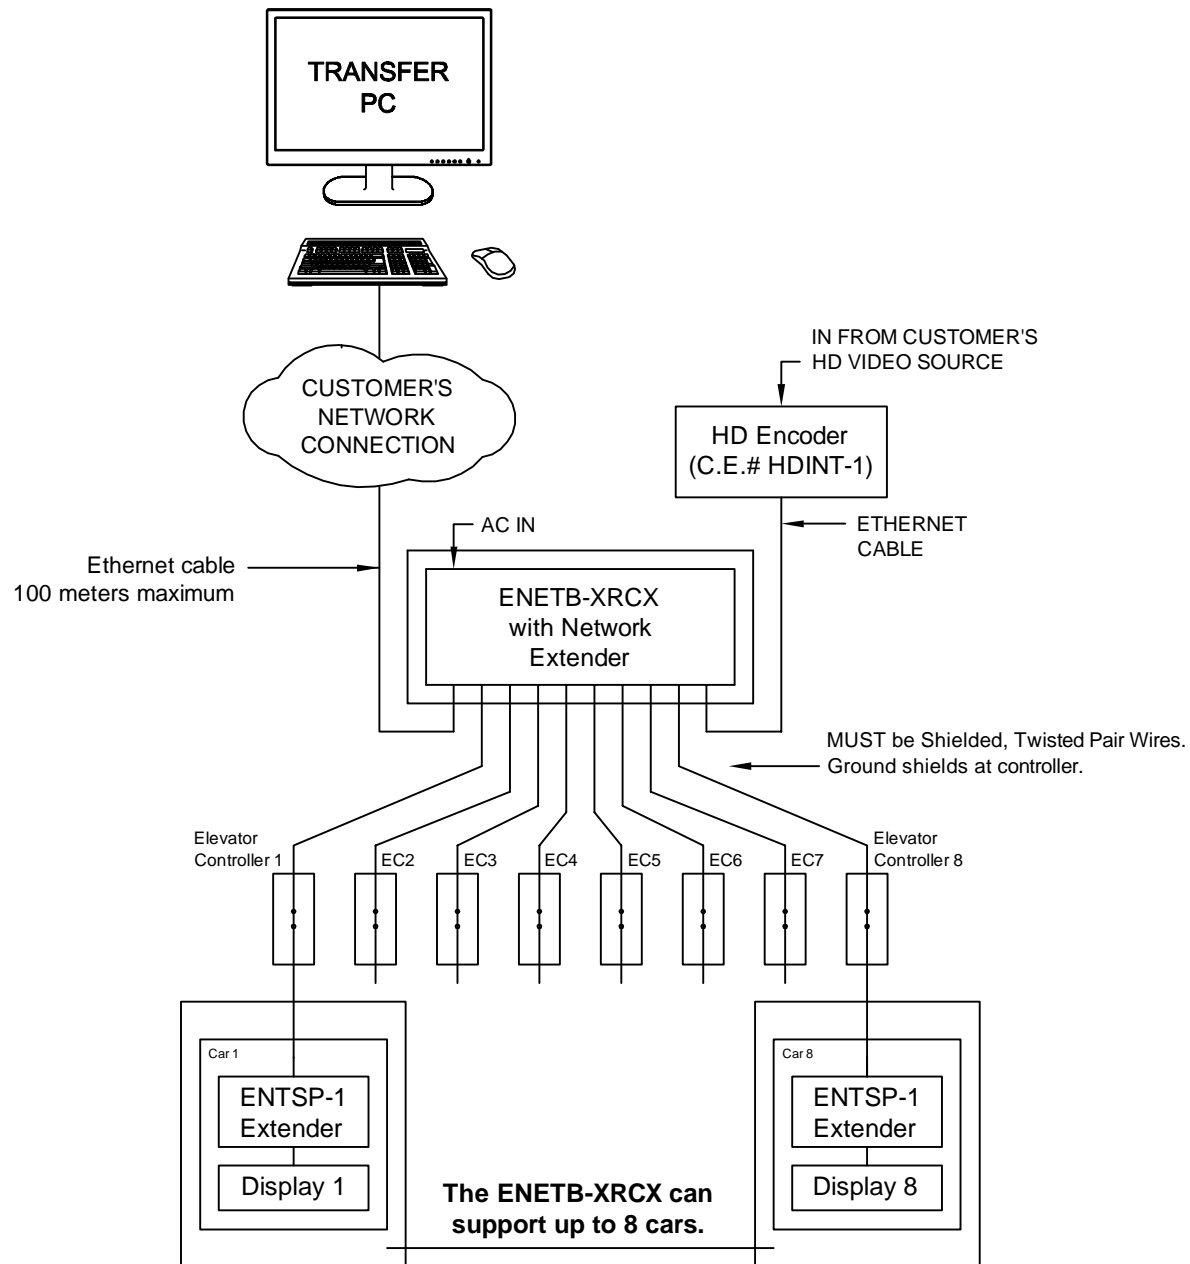 TRANSFER
PC
CUSTOMER'S
NETWORK
CONNECTION
IN FROM CUSTOMER'S
HD VIDEO SOURCE
HD Encoder
(C.E.# HDINT-1)
ETHERNET
CABLE
AC IN
Ethernet cable
100 meters maximum
ENETB-XRCX
with Network
Extender
MUST be Shielded, Twisted Pair Wires.
Ground shields at controller.
Elevator
Controller 1
EC2
EC3
EC4
EC5
EC6
EC7
Elevator
Controller 8
Car 1
ENTSP-1
Extender
Display 1
Car 8
ENTSP-1
Extender
Display 8
The ENETB-XRCX can
support up to 8 cars.